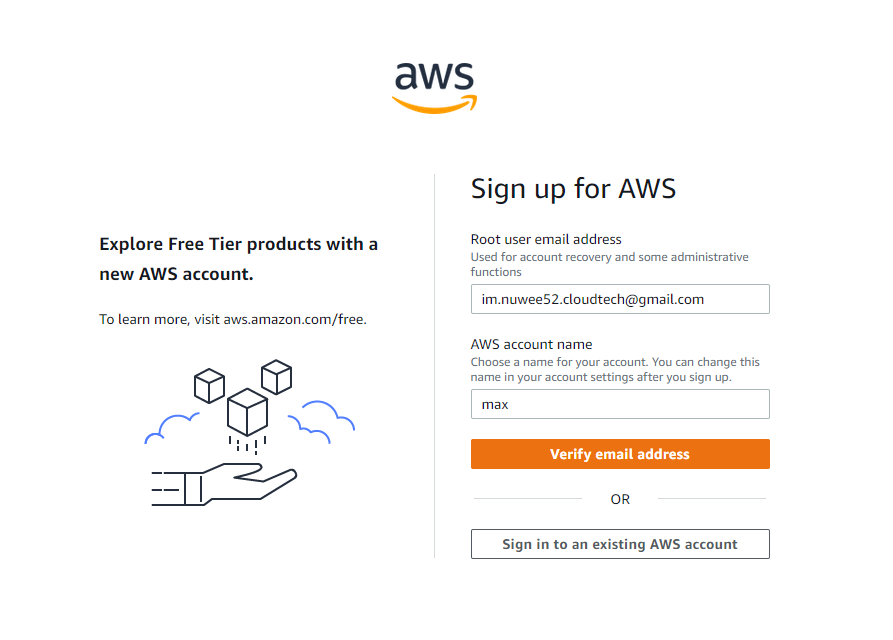 aws
Sign up for AWS
Explore Free Tier products with a
new AWS account.
To learn more, visit aws.amazon.com/free.
Root user email address
Used for account recovery and some administrative
functions
im.nuwee52.cloudtech@gmail.com
AWS account name
Choose a name for your account. You can change this
name in your account settings after you sign up.
max
Verify email address
OR
Sign in to an existing AWS account